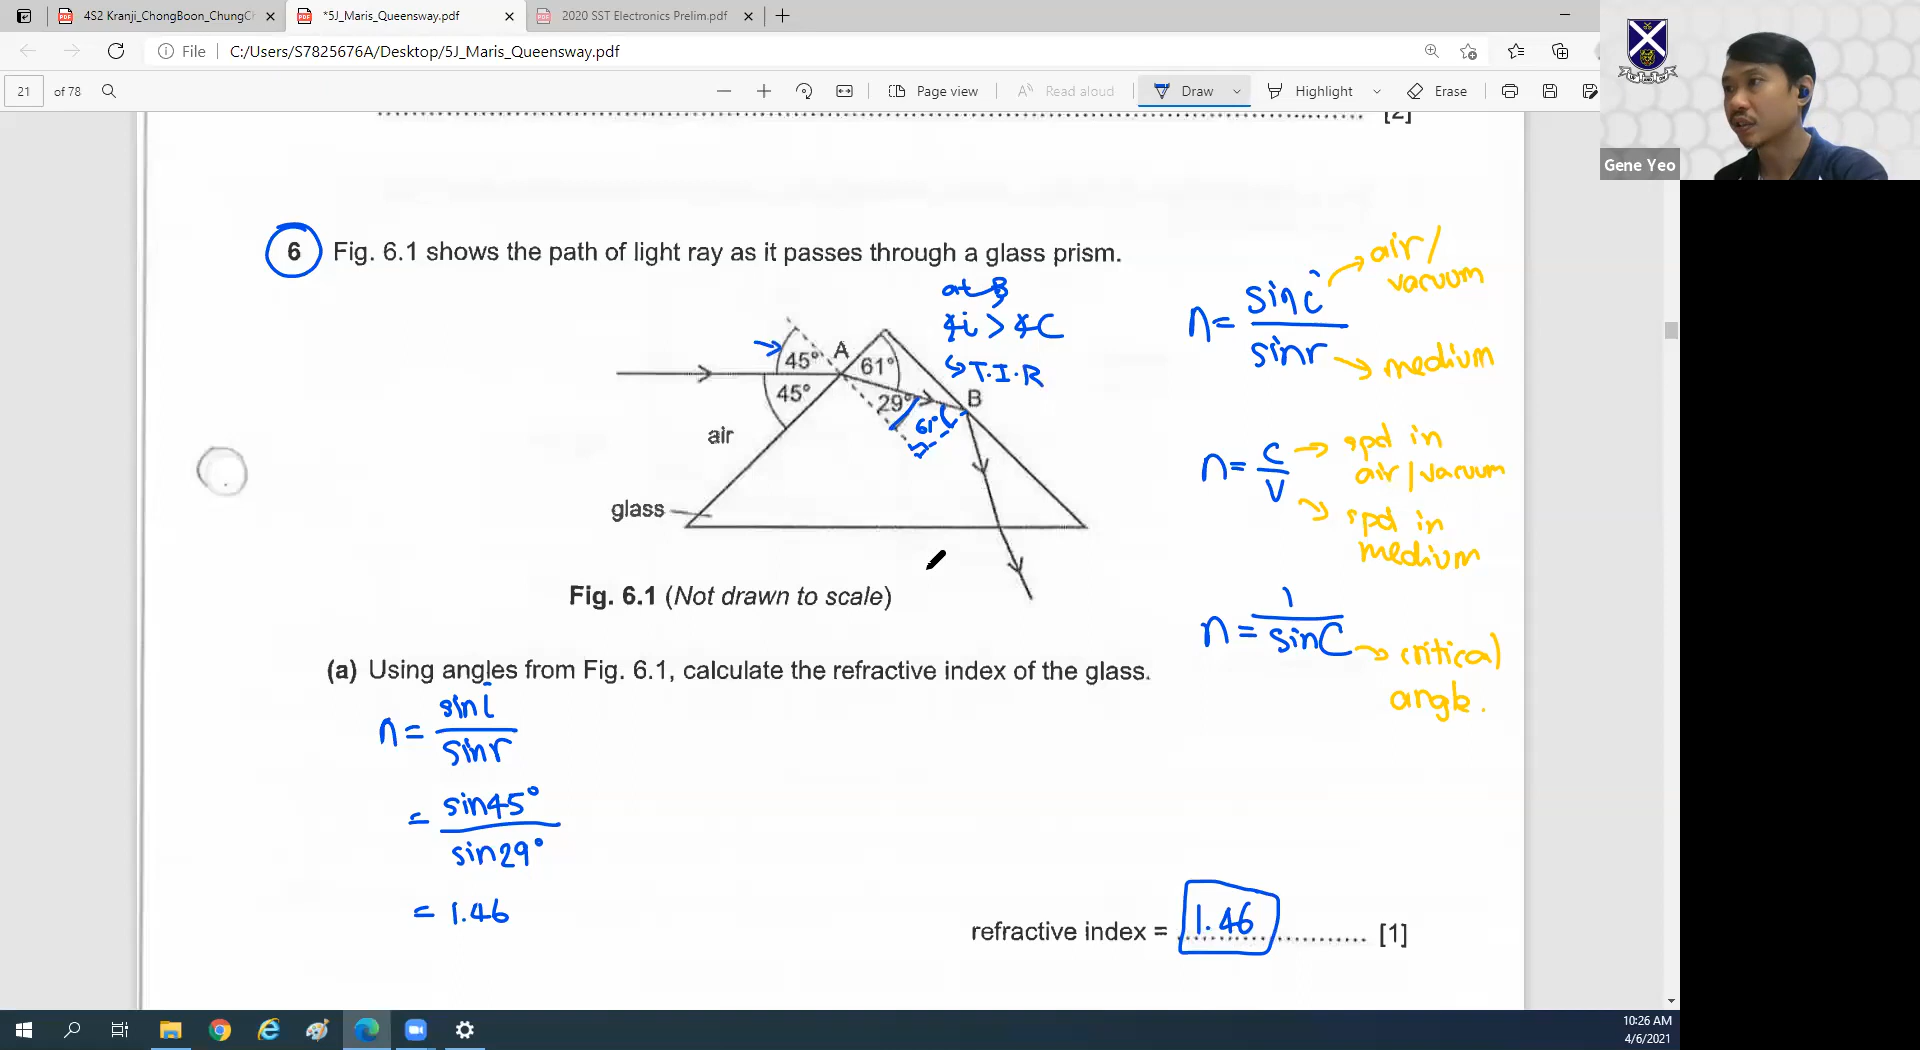 4S2 Kranji_ChongBoon_ChungCh
*5J_Maris_Queensway.pdf
2020 SST Electronics Prelim.pdf
File
C:/Users/S7825676A/Desktop/5J_Maris_Queensway.pdf
21 of 78
Page view
Read aloud
Draw
Highlight
Erase
Gene Yeo
[2]
6 Fig. 6.1 shows the path of light ray as it passes through a glass prism.
at B
∡i > ∡C
↳ T.I.R
45° A 61°
45° 29° B
61°
air
glass
Fig. 6.1 (Not drawn to scale)
n = sin i → air/ vacuum
sin r → medium
n = c → spd in air/vacuum
v → spd in medium
n = 1
sin C → critical angle.
(a) Using angles from Fig. 6.1, calculate the refractive index of the glass.
n = sin i
sin r
= sin45°
sin29°
= 1.46
refractive index = 1.46 [1]
10:26 AM
4/6/2021